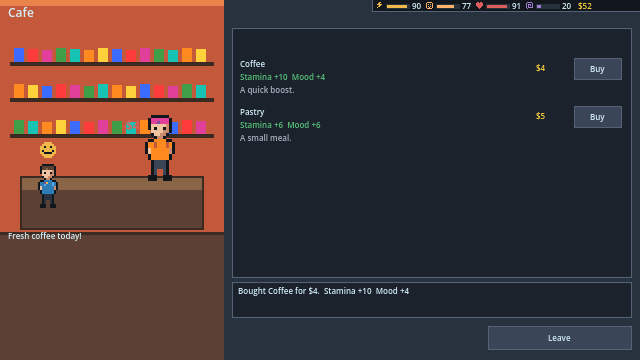 Cafe
90 77 91 20 $52
Coffee
Stamina +10 Mood +4
A quick boost.
$4
Buy
Pastry
Stamina +6 Mood +6
A small meal.
$5
Buy
Fresh coffee today!
Bought Coffee for $4. Stamina +10 Mood +4
Leave